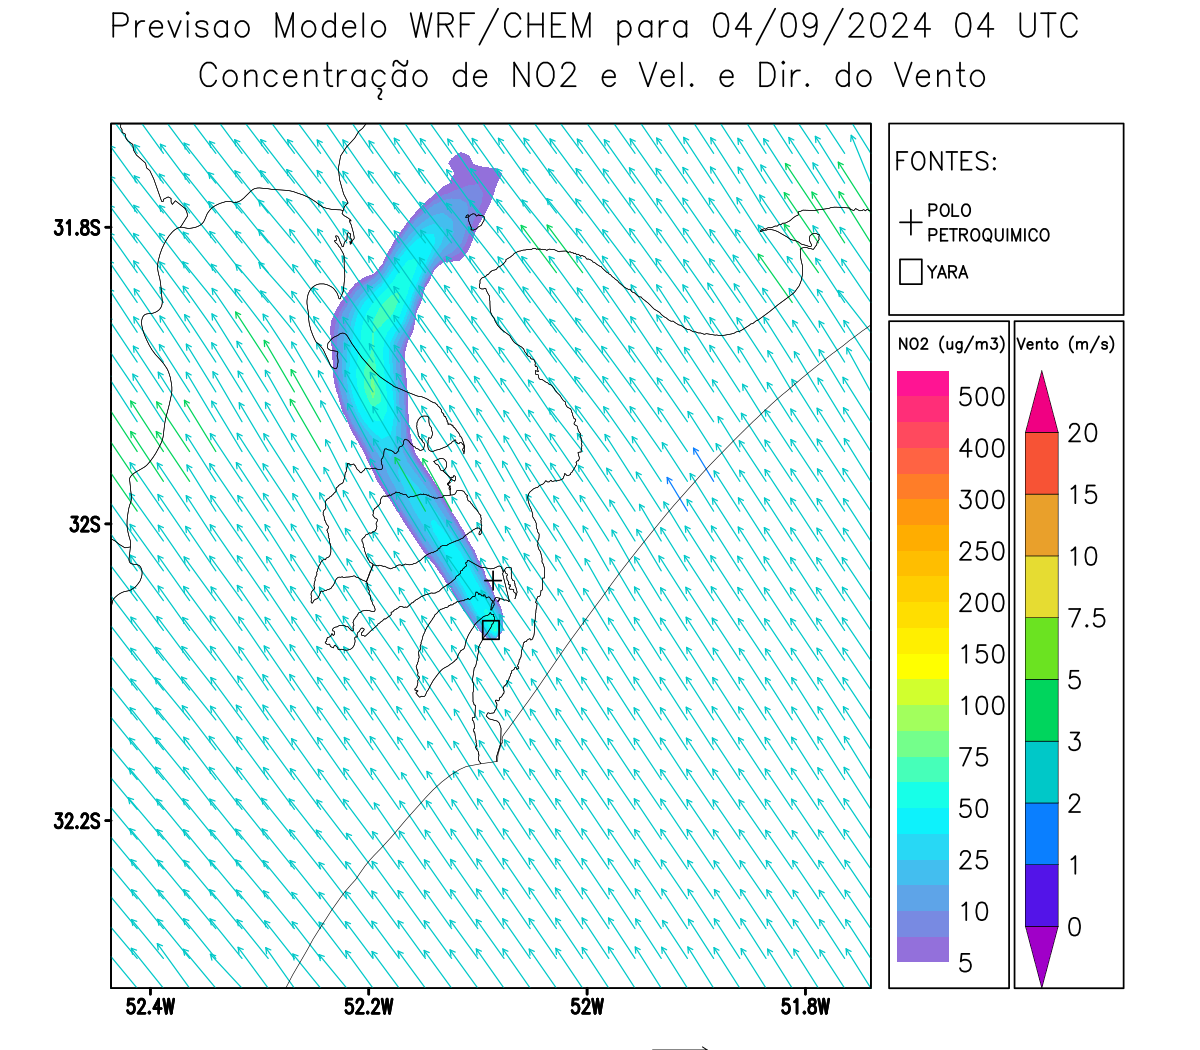 Previsao Modelo WRF/CHEM para 04/09/2024 04 UTC
Concentração de NO2 e Vel. e Dir. do Vento
FONTES:
POLO
PETROQUIMICO
YARA
NO2 (ug/m3)
500
400
300
250
200
150
100
75
50
25
10
5
Vento (m/s)
20
15
10
7.5
5
3
2
1
0
31.8S
32S
32.2S
52.4W
52.2W
52W
51.8W